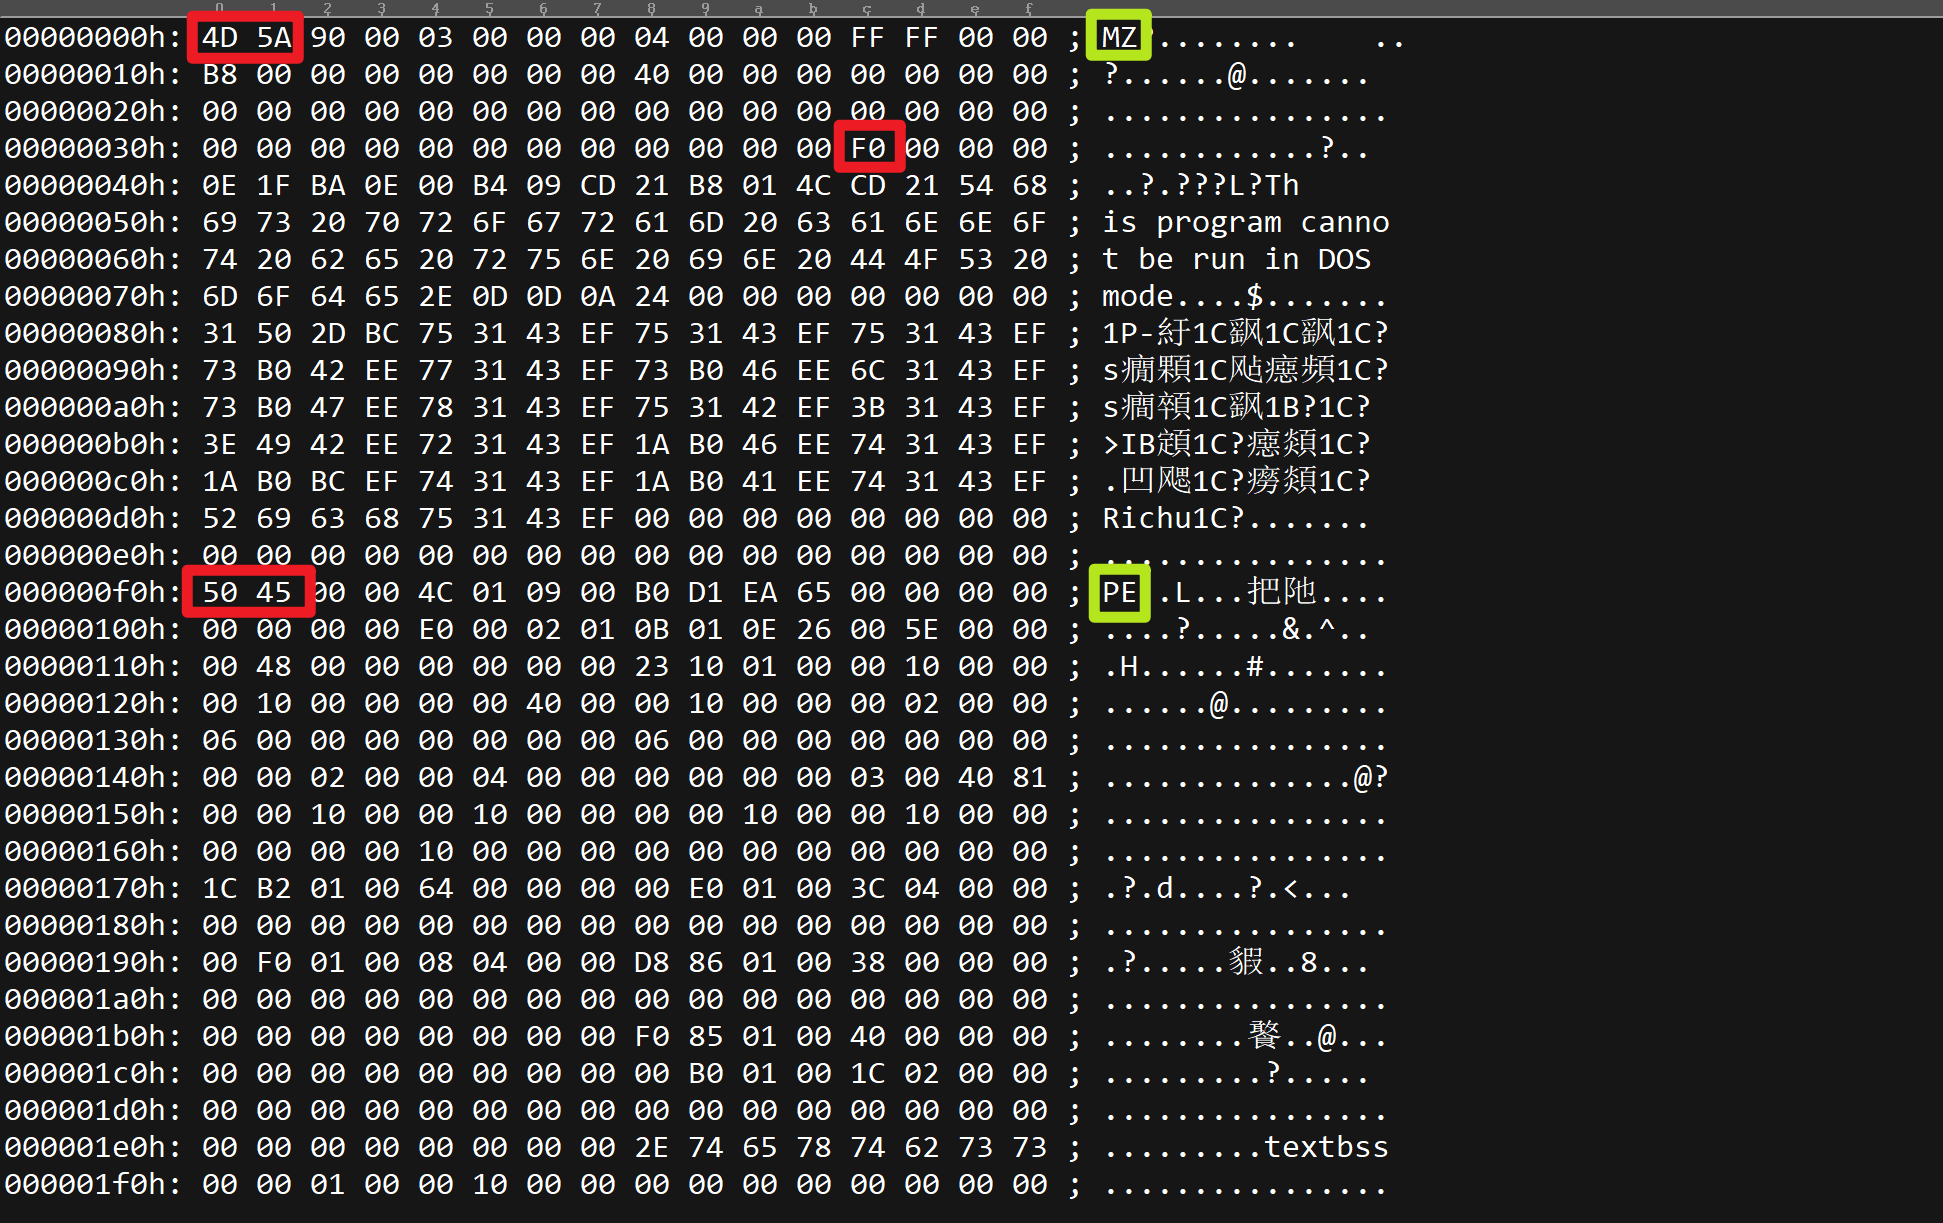 0 1 2 3 4 5 6 7 8 9 a b c d e f
00000000h: 4D 5A 90 00 03 00 00 00 04 00 00 00 FF FF 00 00 ; MZ?........ ..
00000010h: B8 00 00 00 00 00 00 00 40 00 00 00 00 00 00 00 ; ?......@.......
00000020h: 00 00 00 00 00 00 00 00 00 00 00 00 00 00 00 00 ; ................
00000030h: 00 00 00 00 00 00 00 00 00 00 00 00 F0 00 00 00 ; ............?..
00000040h: 0E 1F BA 0E 00 B4 09 CD 21 B8 01 4C CD 21 54 68 ; ..?.???L?Th
00000050h: 69 73 20 70 72 6F 67 72 61 6D 20 63 61 6E 6E 6F ; is program canno
00000060h: 74 20 62 65 20 72 75 6E 20 69 6E 20 44 4F 53 20 ; t be run in DOS
00000070h: 6D 6F 64 65 2E 0D 0D 0A 24 00 00 00 00 00 00 00 ; mode....$.......
00000080h: 31 50 2D BC 75 31 43 EF 75 31 43 EF 75 31 43 EF ; 1P-紆1C颻1C颻1C?
00000090h: 73 B0 42 EE 77 31 43 EF 73 B0 46 EE 6C 31 43 EF ; s癇顆1C飐癋頻1C?
000000a0h: 73 B0 47 EE 78 31 43 EF 75 31 42 EF 3B 31 43 EF ; s癎顇1C颻1B?1C?
000000b0h: 3E 49 42 EE 72 31 43 EF 1A B0 46 EE 74 31 43 EF ; >IB顁1C?癋頮1C?
000000c0h: 1A B0 BC EF 74 31 43 EF 1A B0 41 EE 74 31 43 EF ; .凹飔1C?癆頮1C?
000000d0h: 52 69 63 68 75 31 43 EF 00 00 00 00 00 00 00 00 ; Richu1C?.......
000000e0h: 00 00 00 00 00 00 00 00 00 00 00 00 00 00 00 00 ; ................
000000f0h: 50 45 00 00 4C 01 09 00 B0 D1 EA 65 00 00 00 00 ; PE..L...把阤....
00000100h: 00 00 00 00 E0 00 02 01 0B 01 0E 26 00 5E 00 00 ; ....?.....&.^..
00000110h: 00 48 00 00 00 00 00 00 23 10 01 00 00 10 00 00 ; .H......#.......
00000120h: 00 10 00 00 00 00 40 00 00 10 00 00 00 02 00 00 ; ......@.........
00000130h: 06 00 00 00 00 00 00 00 06 00 00 00 00 00 00 00 ; ................
00000140h: 00 00 02 00 00 04 00 00 00 00 00 00 03 00 40 81 ; ..............@?
00000150h: 00 00 10 00 00 10 00 00 00 00 10 00 00 10 00 00 ; ................
00000160h: 00 00 00 00 10 00 00 00 00 00 00 00 00 00 00 00 ; ................
00000170h: 1C B2 01 00 64 00 00 00 00 E0 01 00 3C 04 00 00 ; .?.d....?.<...
00000180h: 00 00 00 00 00 00 00 00 00 00 00 00 00 00 00 00 ; ................
00000190h: 00 F0 01 00 08 04 00 00 D8 86 01 00 38 00 00 00 ; .?.....貑..8...
000001a0h: 00 00 00 00 00 00 00 00 00 00 00 00 00 00 00 00 ; ................
000001b0h: 00 00 00 00 00 00 00 00 F0 85 01 00 40 00 00 00 ; ........饏..@...
000001c0h: 00 00 00 00 00 00 00 00 00 B0 01 00 1C 02 00 00 ; .........?.....
000001d0h: 00 00 00 00 00 00 00 00 00 00 00 00 00 00 00 00 ; ................
000001e0h: 00 00 00 00 00 00 00 00 2E 74 65 78 74 62 73 73 ; .........textbss
000001f0h: 00 00 01 00 00 10 00 00 00 00 00 00 00 00 00 00 ; ................